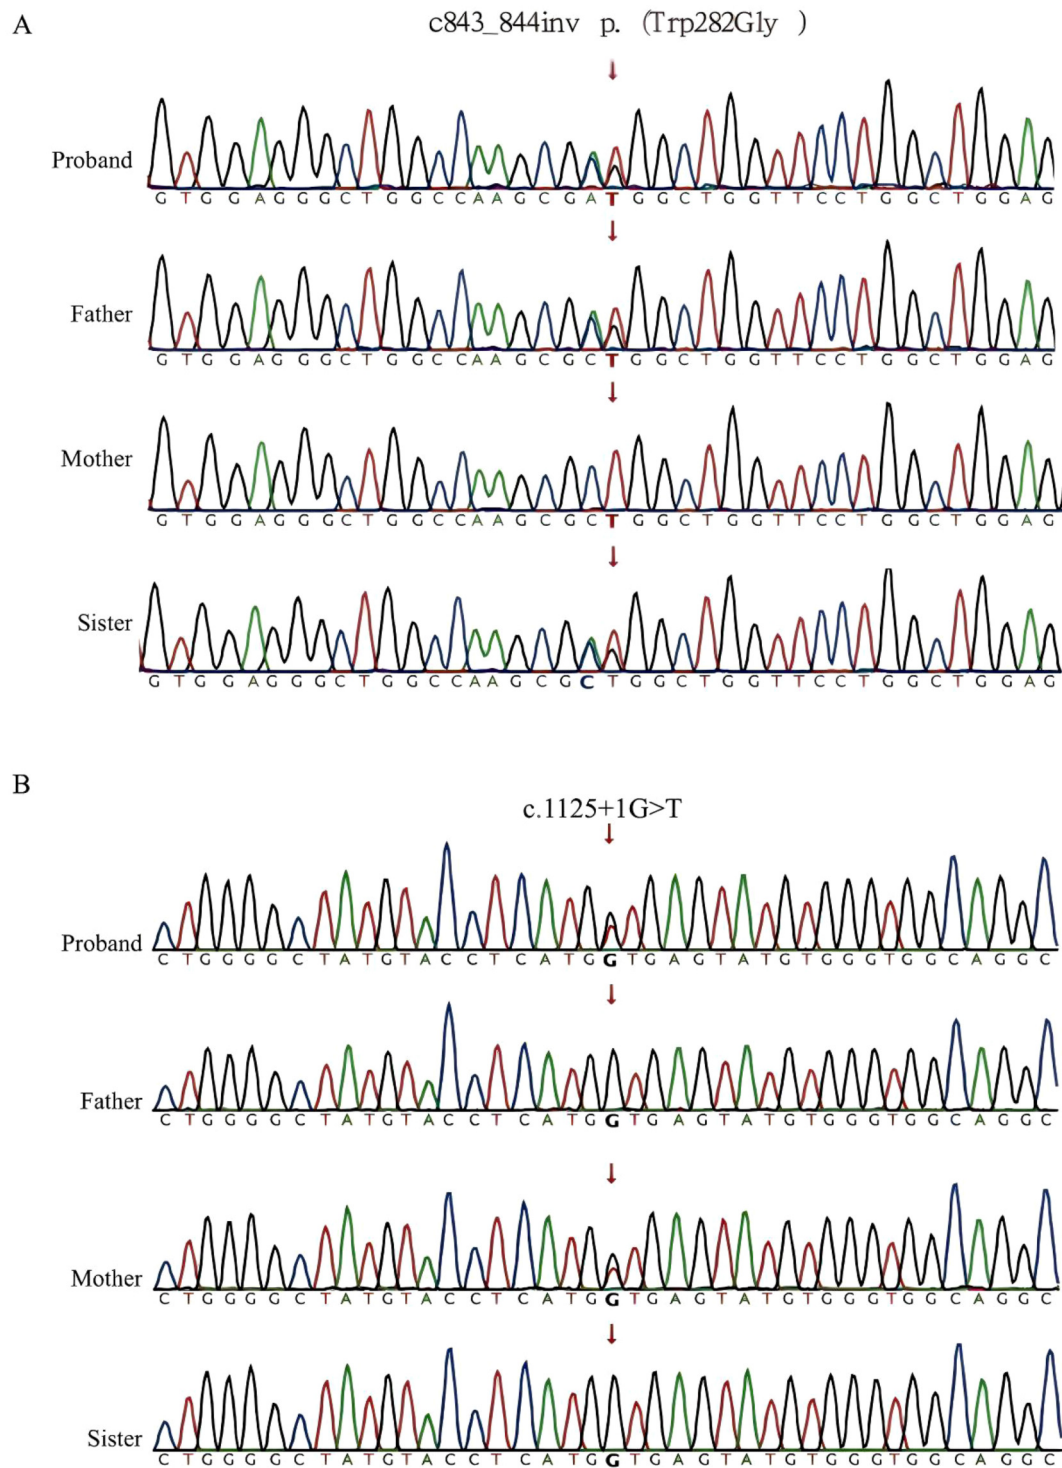 A
c843_844inv p. (Trp282Gly )
Proband
G T G G A G G G C T G G C C A A G C G A T G G C T G G T T C C T G G C T G G A G
Father
G T G G A G G G C T G G C C A A G C G C T G G C T G G T T C C T G G C T G G A G
Mother
G T G G A G G G C T G G C C A A G C G C T G G C T G G T T C C T G G C T G G A G
Sister
G T G G A G G G C T G G C C A A G C G C T G G C T G G T T C C T G G C T G G A G
B
c.1125+1G>T
Proband
C T G G G G C T A T G T A C C T C A T G G T G A G T A T G T G G G T G G C A G G C
Father
C T G G G G C T A T G T A C C T C A T G G T G A G T A T G T G G G T G G C A G G C
Mother
C T G G G G C T A T G T A C C T C A T G G T G A G T A T G T G G G T G G C A G G C
Sister
C T G G G G C T A T G T A C C T C A T G G T G A G T A T G T G G G T G G C A G G C